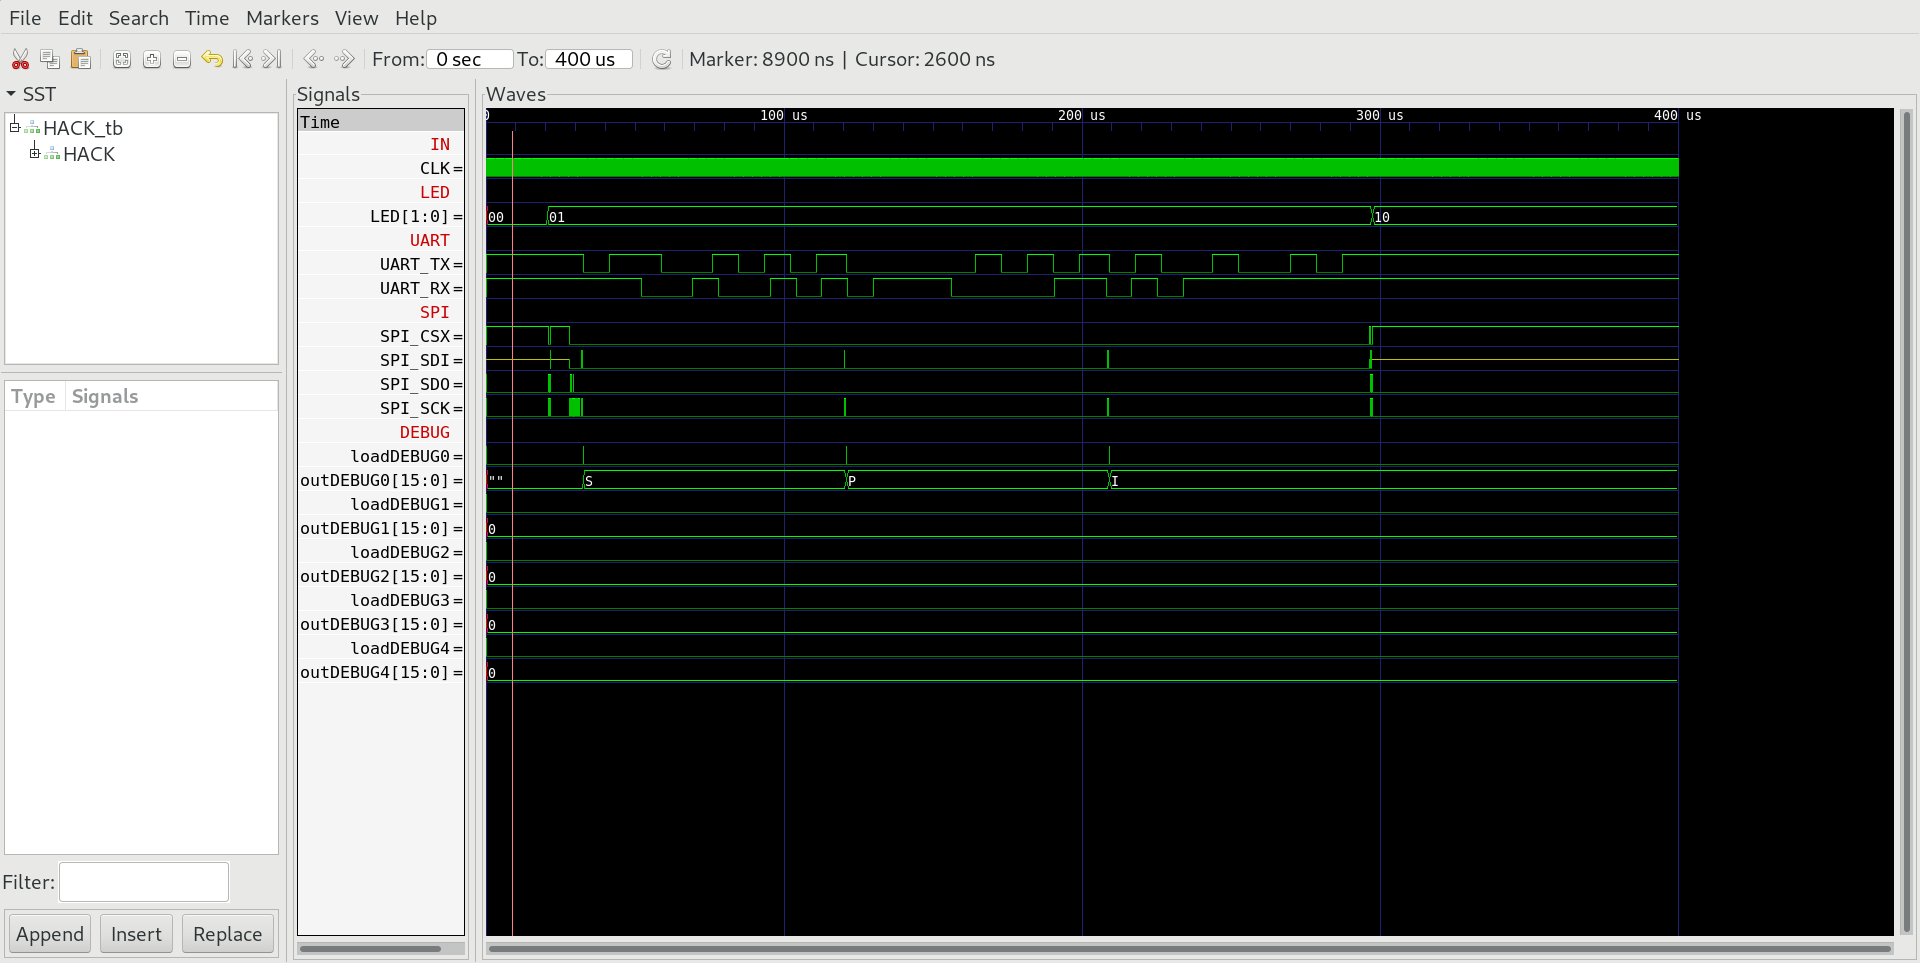 File Edit Search Time Markers View Help
From: 0 sec To: 400 us Marker: 8900 ns | Cursor: 2600 ns
SST
HACK_tb
HACK
Type Signals
Filter:
Append Insert Replace
Signals
Time
IN
CLK=
LED
LED[1:0]=
UART
UART_TX=
UART_RX=
SPI
SPI_CSX=
SPI_SDI=
SPI_SDO=
SPI_SCK=
DEBUG
loadDEBUG0=
outDEBUG0[15:0]=
loadDEBUG1=
outDEBUG1[15:0]=
loadDEBUG2=
outDEBUG2[15:0]=
loadDEBUG3=
outDEBUG3[15:0]=
loadDEBUG4=
outDEBUG4[15:0]=
Waves
0 100 us 200 us 300 us 400 us
00 01 10
"" S P I
0
0
0
0